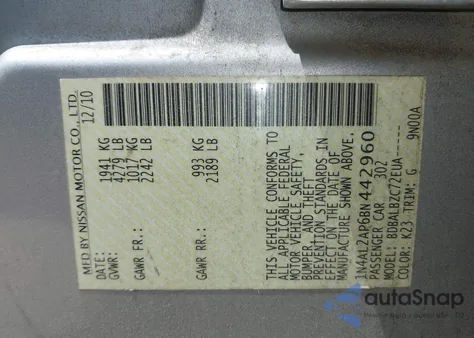 MFD BY NISSAN MOTOR CO., LTD.
DATE: 12/10
GVWR: 1941 KG
4279 LB
GAWR FR: 1017 KG
2242 LB
GAWR RR: 993 KG
2189 LB
THIS VEHICLE CONFORMS TO
ALL APPLICABLE FEDERAL
MOTOR VEHICLE SAFETY,
BUMPER, AND THEFT
PREVENTION STANDARDS IN
EFFECT ON THE DATE OF
MANUFACTURE SHOWN ABOVE.
1N4AL2AP6BN442960
PASSENGER CAR 302
MODEL: BDBDALBZC72EUA-----
COLOR: K23 TRIM: G 9N00A
autoSnap